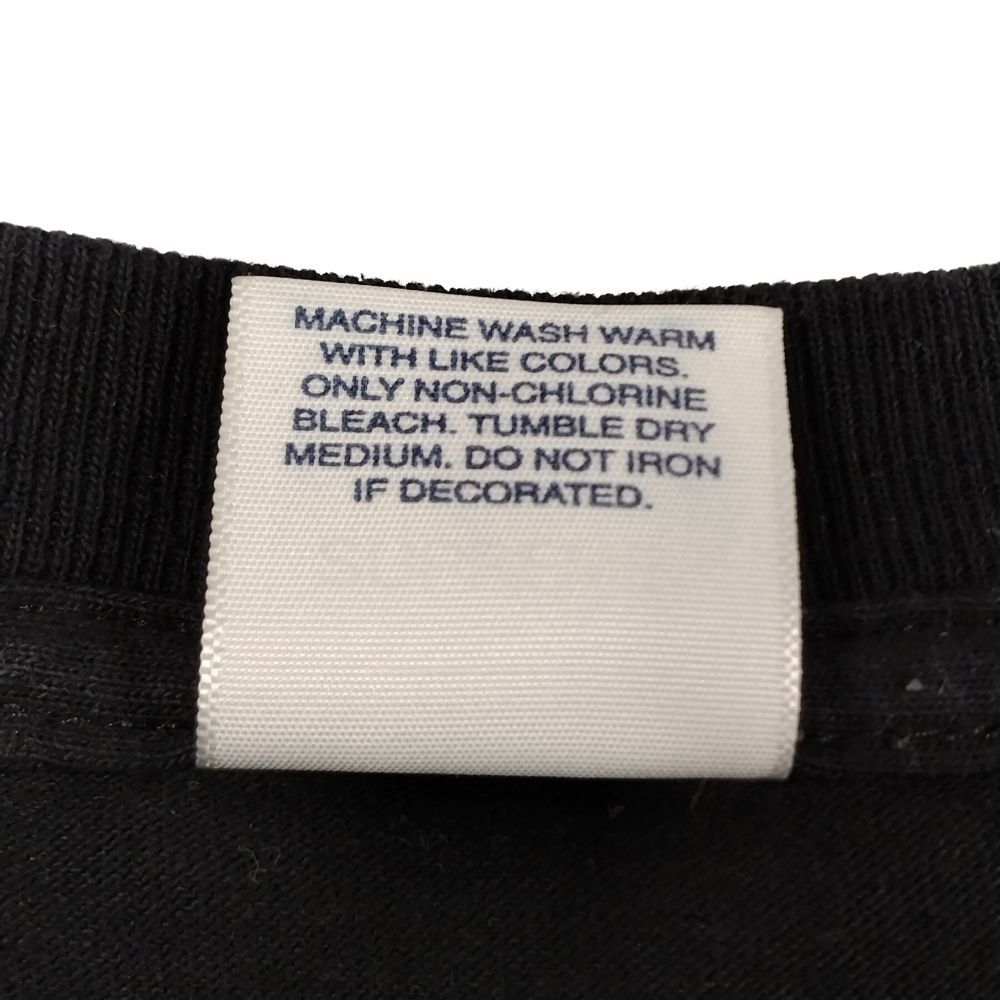 MACHINE WASH WARM
WITH LIKE COLORS.
ONLY NON-CHLORINE
BLEACH. TUMBLE DRY
MEDIUM. DO NOT IRON
IF DECORATED.